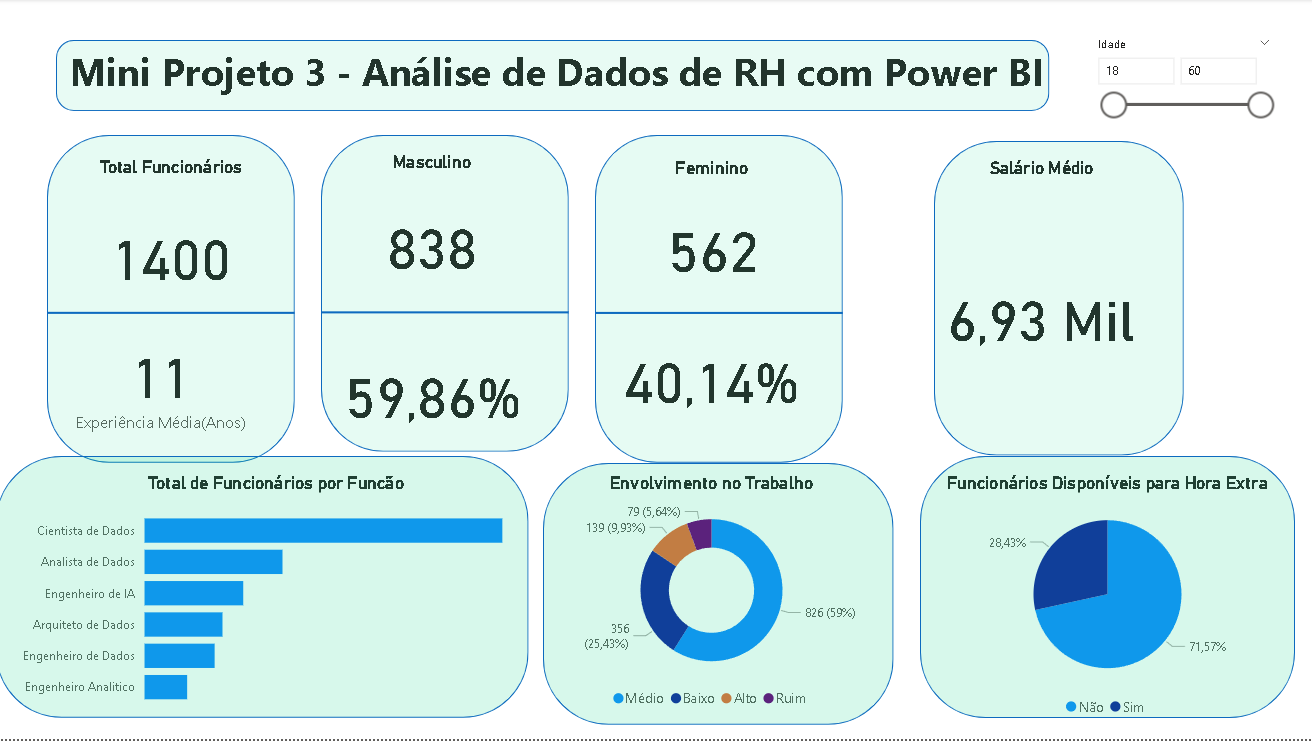 Mini Projeto 3 - Análise de Dados de RH com Power BI
Idade
18
60
Total Funcionários
1400
11
Experiência Média(Anos)
Masculino
838
59,86%
Feminino
562
40,14%
Salário Médio
6,93 Mil
Total de Funcionários por Funcão
Cientista de Dados
Analista de Dados
Engenheiro de IA
Arquiteto de Dados
Engenheiro de Dados
Engenheiro Analitico
Envolvimento no Trabalho
79 (5,64%)
139 (9,93%)
826 (59%)
356
(25,43%)
Médio Baixo Alto Ruim
Funcionários Disponíveis para Hora Extra
28,43%
71,57%
Não Sim